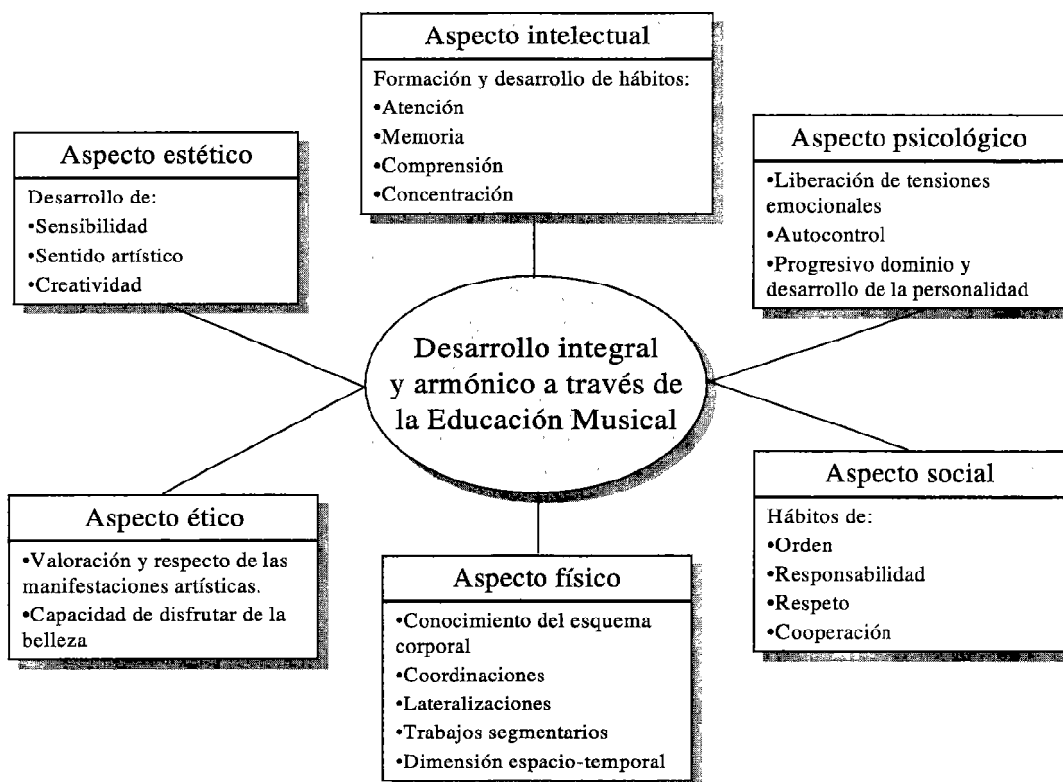 Aspecto intelectual
Formación y desarrollo de hábitos:
•Atención
•Memoria
•Comprensión
•Concentración
Aspecto estético
Desarrollo de:
•Sensibilidad
•Sentido artístico
•Creatividad
Aspecto psicológico
•Liberación de tensiones
emocionales
•Autocontrol
•Progresivo dominio y
desarrollo de la personalidad
Desarrollo integral
y armónico a través de
la Educación Musical
Aspecto ético
•Valoración y respecto de las
manifestaciones artísticas.
•Capacidad de disfrutar de la
belleza
Aspecto físico
•Conocimiento del esquema
corporal
•Coordinaciones
•Lateralizaciones
•Trabajos segmentarios
•Dimensión espacio-temporal
Aspecto social
Hábitos de:
•Orden
•Responsabilidad
•Respeto
•Cooperación